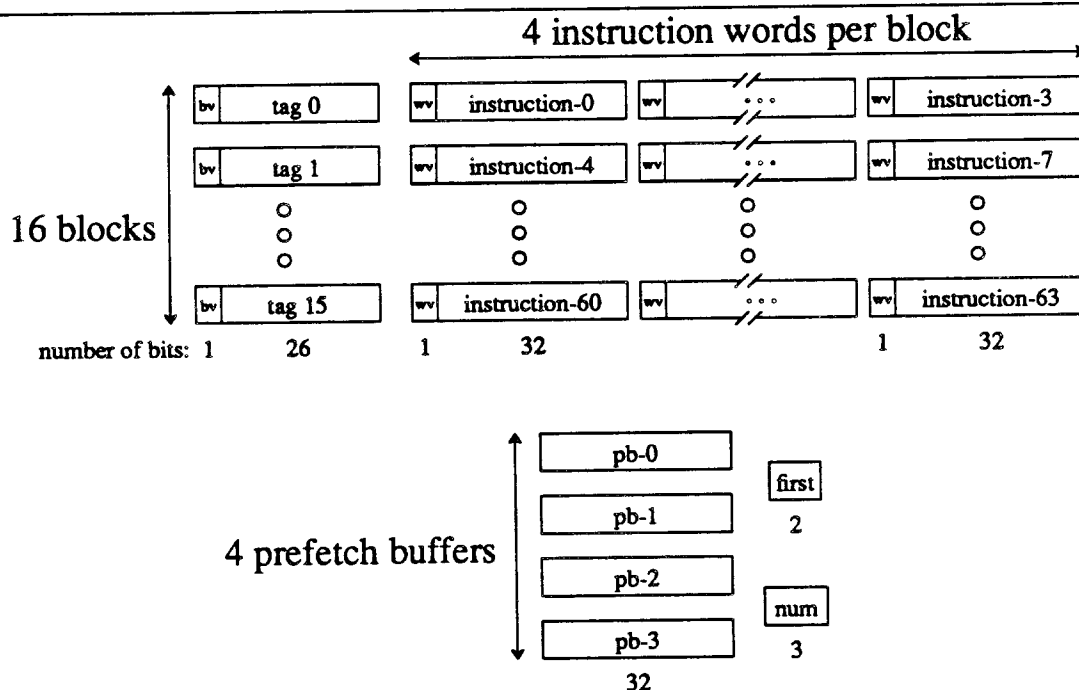 4 instruction words per block
bv tag 0 wv instruction-0 wv wv instruction-3
bv tag 1 wv instruction-4 wv wv instruction-7
16 blocks
bv tag 15 wv instruction-60 wv wv instruction-63
number of bits: 1 26 1 32 1 32
pb-0
first
pb-1
2
4 prefetch buffers
pb-2
num
pb-3
3
32